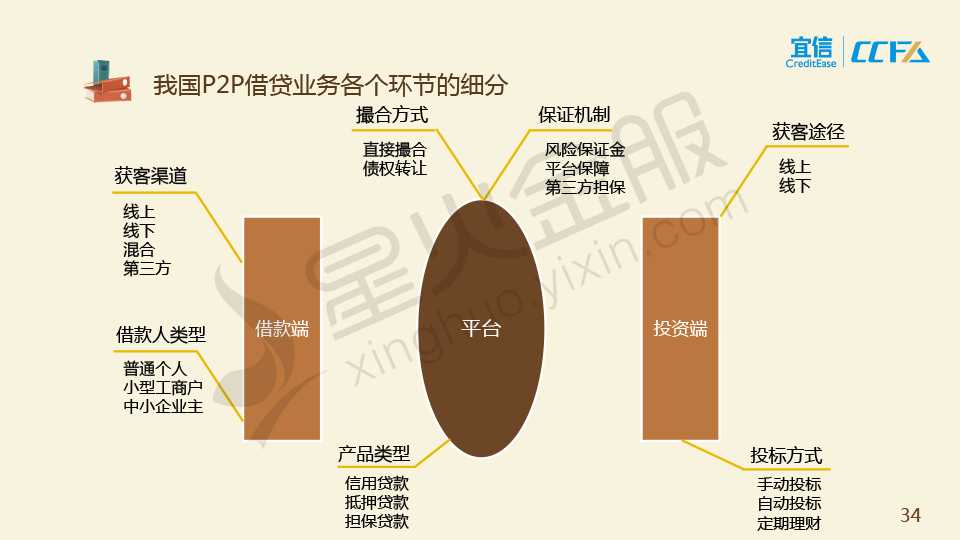 宜信
CreditEase
CCFA
我国P2P借贷业务各个环节的细分
撮合方式
直接撮合
债权转让
保证机制
风险保证金
平台保障
第三方担保
获客途径
线上
线下
获客渠道
线上
线下
混合
第三方
借款端
平台
投资端
借款人类型
普通个人
小型工商户
中小企业主
产品类型
信用贷款
抵押贷款
担保贷款
投标方式
手动投标
自动投标
定期理财
星火金服
xinghuo.yixin.com
34